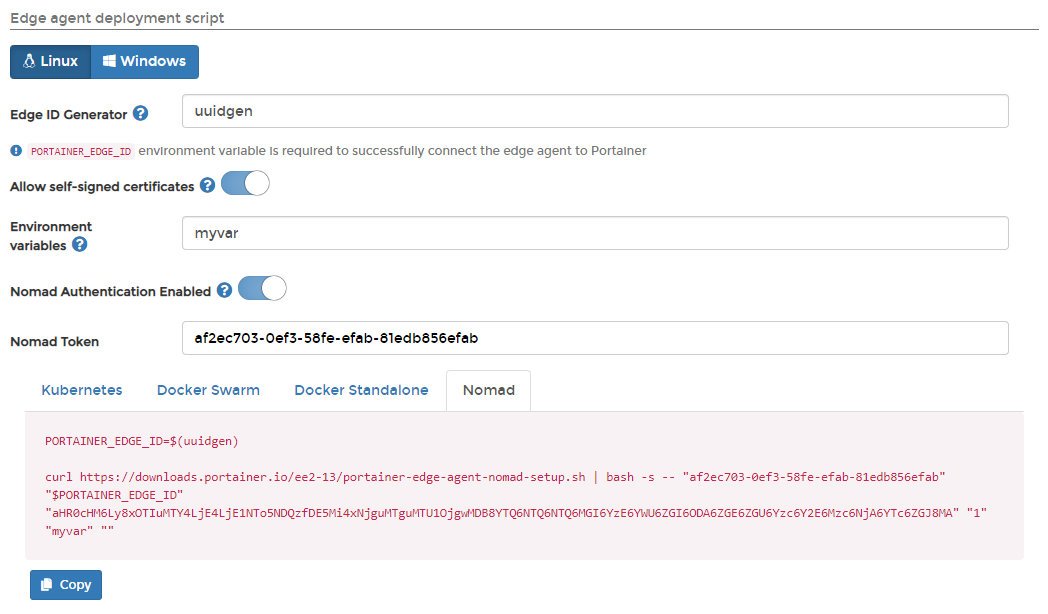 Edge agent deployment script
Linux
Windows
Edge ID Generator
uuidgen
PORTAINER_EDGE_ID environment variable is required to successfully connect the edge agent to Portainer
Allow self-signed certificates
Environment
variables
myvar
Nomad Authentication Enabled
Nomad Token
af2ec703-0ef3-58fe-efab-81edb856efab
Kubernetes
Docker Swarm
Docker Standalone
Nomad
PORTAINER_EDGE_ID=$(uuidgen)
curl https://downloads.portainer.io/ee2-13/portainer-edge-agent-nomad-setup.sh | bash -s -- "af2ec703-0ef3-58fe-efab-81edb856efab"
"$PORTAINER_EDGE_ID"
"aHR0cHM6Ly8xOTIuMTY4LjE4LjE1NTo5NDQzfDE5Mi4xNjguMTguMTU1OjgwMDB8YTQ6NTQ6NTQ6MGI6YzE6YWU6ZGI6ODA6ZGE6ZGU6Yzc6Y2E6Mzc6NjA6YTc6ZGJ8MA" "1"
"myvar" ""
Copy